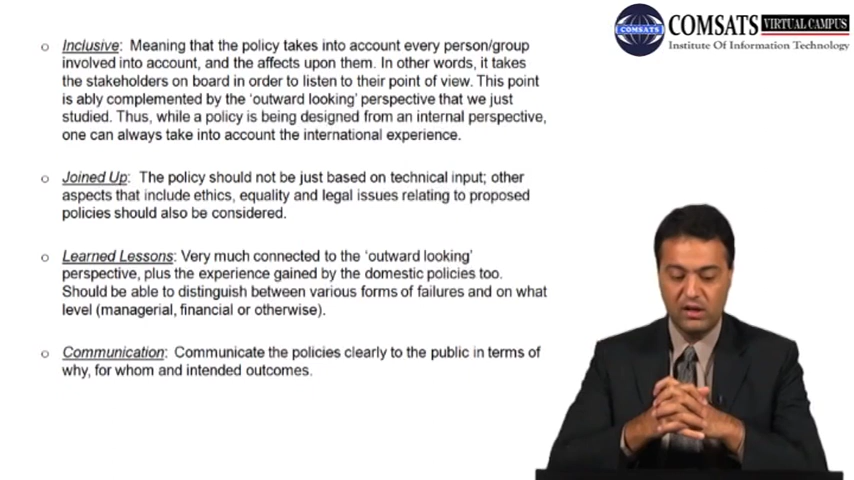 COMSATS VIRTUAL CAMPUS
Institute Of Information Technology
COMSATS
o Inclusive: Meaning that the policy takes into account every person/group
involved into account, and the affects upon them. In other words, it takes
the stakeholders on board in order to listen to their point of view. This point
is ably complemented by the ‘outward looking’ perspective that we just
studied. Thus, while a policy is being designed from an internal perspective,
one can always take into account the international experience.
o Joined Up: The policy should not be just based on technical input; other
aspects that include ethics, equality and legal issues relating to proposed
policies should also be considered.
o Learned Lessons: Very much connected to the ‘outward looking’
perspective, plus the experience gained by the domestic policies too.
Should be able to distinguish between various forms of failures and on what
level (managerial, financial or otherwise).
o Communication: Communicate the policies clearly to the public in terms of
why, for whom and intended outcomes.